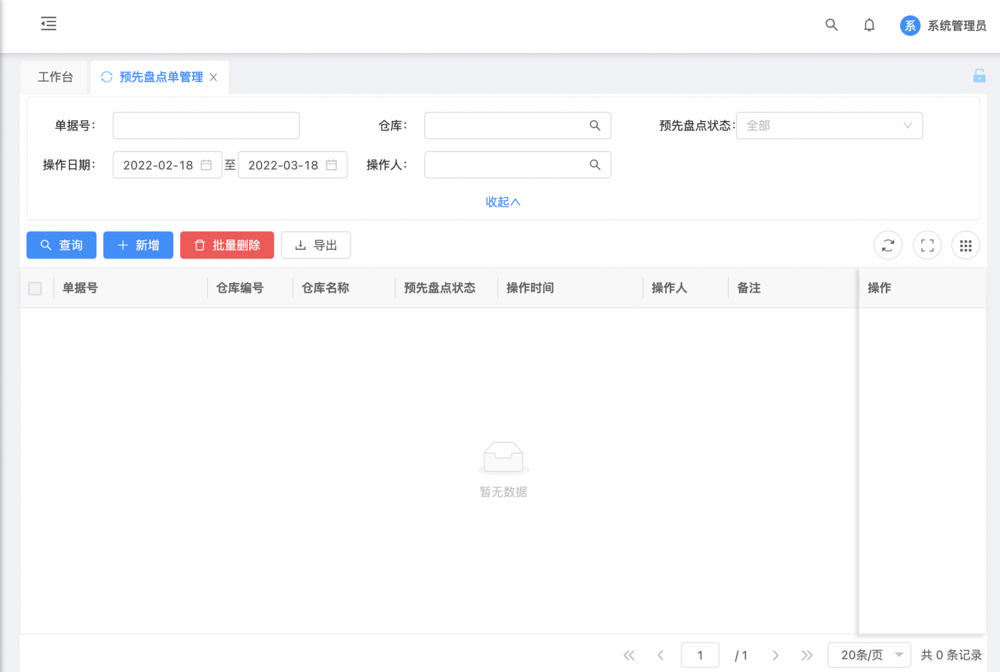 系 系统管理员
工作台 预先盘点单管理
单据号： 仓库： 预先盘点状态： 全部
操作日期： 2022-02-18 至 2022-03-18 操作人：
收起
查询 新增 批量删除 导出
单据号 仓库编号 仓库名称 预先盘点状态 操作时间 操作人 备注 操作
暂无数据
1 / 1 20条/页 共 0 条记录